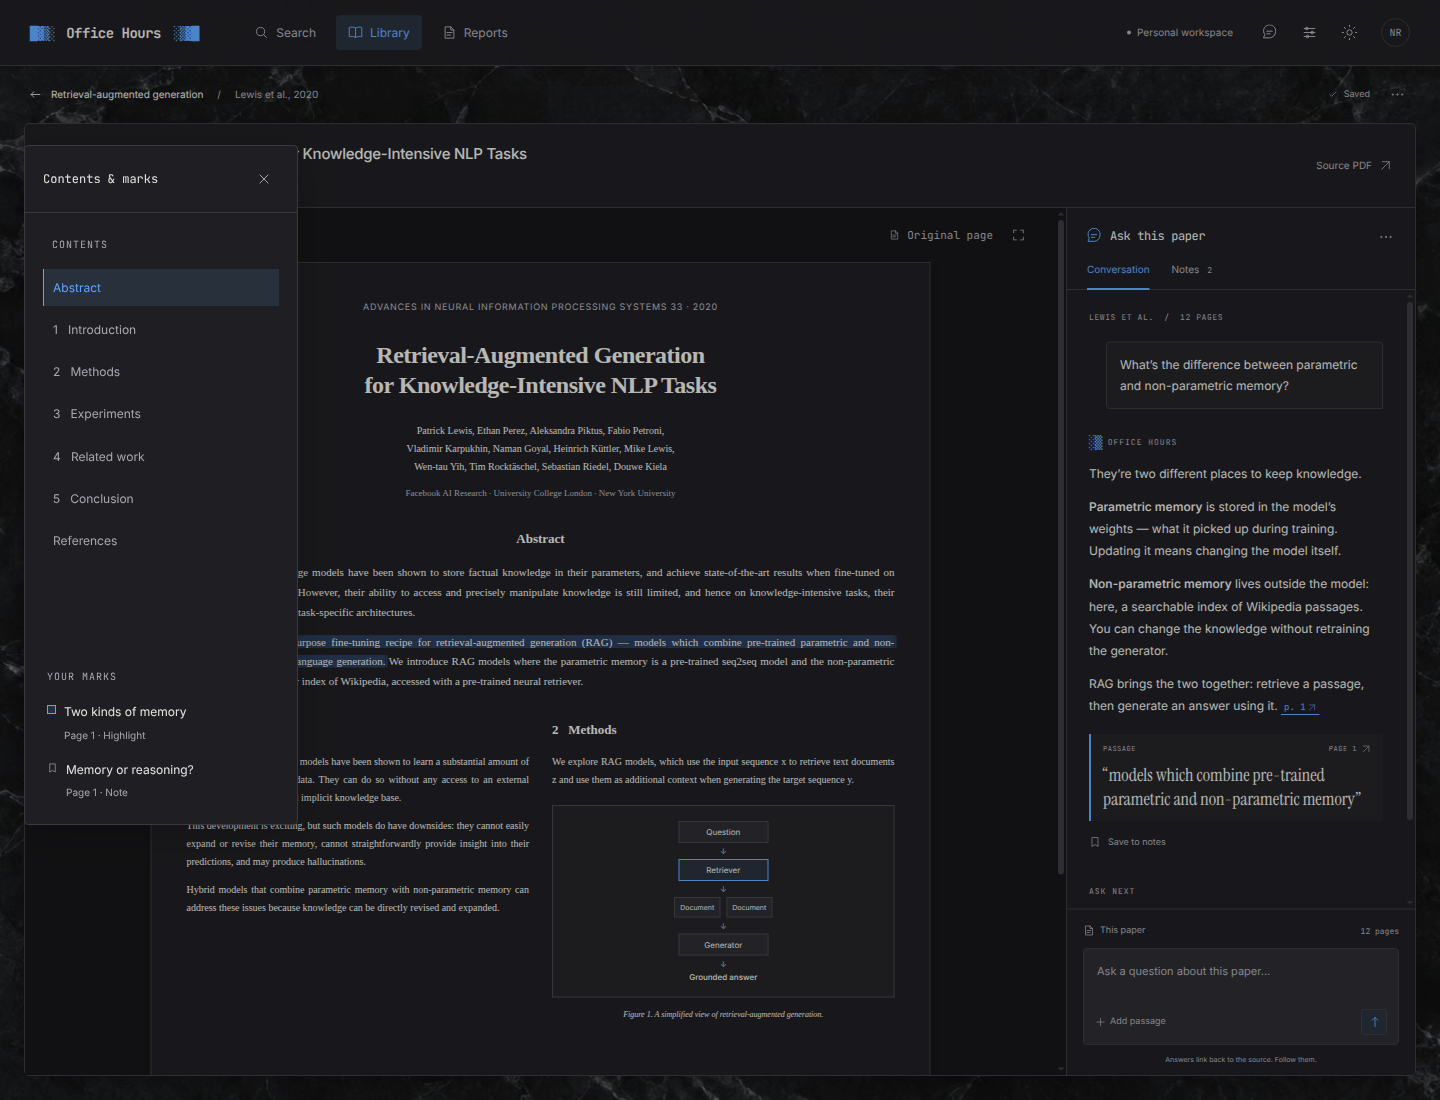 Office Hours
Search
Library
Reports
Personal workspace
NR
Retrieval-augmented generation / Lewis et al., 2020
Saved
Knowledge-Intensive NLP Tasks
Source PDF
Contents & marks
CONTENTS
Abstract
1 Introduction
2 Methods
3 Experiments
4 Related work
5 Conclusion
References
YOUR MARKS
Two kinds of memory
Page 1 · Highlight
Memory or reasoning?
Page 1 · Note
Original page
ADVANCES IN NEURAL INFORMATION PROCESSING SYSTEMS 33 · 2020
Retrieval-Augmented Generation
for Knowledge-Intensive NLP Tasks
Patrick Lewis, Ethan Perez, Aleksandra Piktus, Fabio Petroni,
Vladimir Karpukhin, Naman Goyal, Heinrich Küttler, Mike Lewis,
Wen-tau Yih, Tim Rocktäschel, Sebastian Riedel, Douwe Kiela
Facebook AI Research · University College London · New York University
Abstract
ge models have been shown to store factual knowledge in their parameters, and achieve state-of-the-art results when fine-tuned on
However, their ability to access and precisely manipulate knowledge is still limited, and hence on knowledge-intensive tasks, their
task-specific architectures.
urpose fine-tuning recipe for retrieval-augmented generation (RAG) — models which combine pre-trained parametric and non-
anguage generation. We introduce RAG models where the parametric memory is a pre-trained seq2seq model and the non-parametric
index of Wikipedia, accessed with a pre-trained neural retriever.
models have been shown to learn a substantial amount of
data. They can do so without any access to an external
implicit knowledge base.
This development is exciting, but such models do have downsides: they cannot easily
expand or revise their memory, cannot straightforwardly provide insight into their
predictions, and may produce hallucinations.
Hybrid models that combine parametric memory with non-parametric memory can
address these issues because knowledge can be directly revised and expanded.
2 Methods
We explore RAG models, which use the input sequence x to retrieve text documents
z and use them as additional context when generating the target sequence y.
Question
↓
Retriever
↓
Document Document
↓
Generator
↓
Grounded answer
Figure 1. A simplified view of retrieval-augmented generation.
Ask this paper
Conversation
Notes 2
LEWIS ET AL. / 12 PAGES
What's the difference between parametric
and non-parametric memory?
OFFICE HOURS
They're two different places to keep knowledge.
Parametric memory is stored in the model's
weights — what it picked up during training.
Updating it means changing the model itself.
Non-parametric memory lives outside the model:
here, a searchable index of Wikipedia passages.
You can change the knowledge without retraining
the generator.
RAG brings the two together: retrieve a passage,
then generate an answer using it. p. 1
PASSAGE
PAGE 1
“models which combine pre-trained
parametric and non-parametric memory”
Save to notes
ASK NEXT
This paper
12 pages
Ask a question about this paper...
Add passage
Answers link back to the source. Follow them.